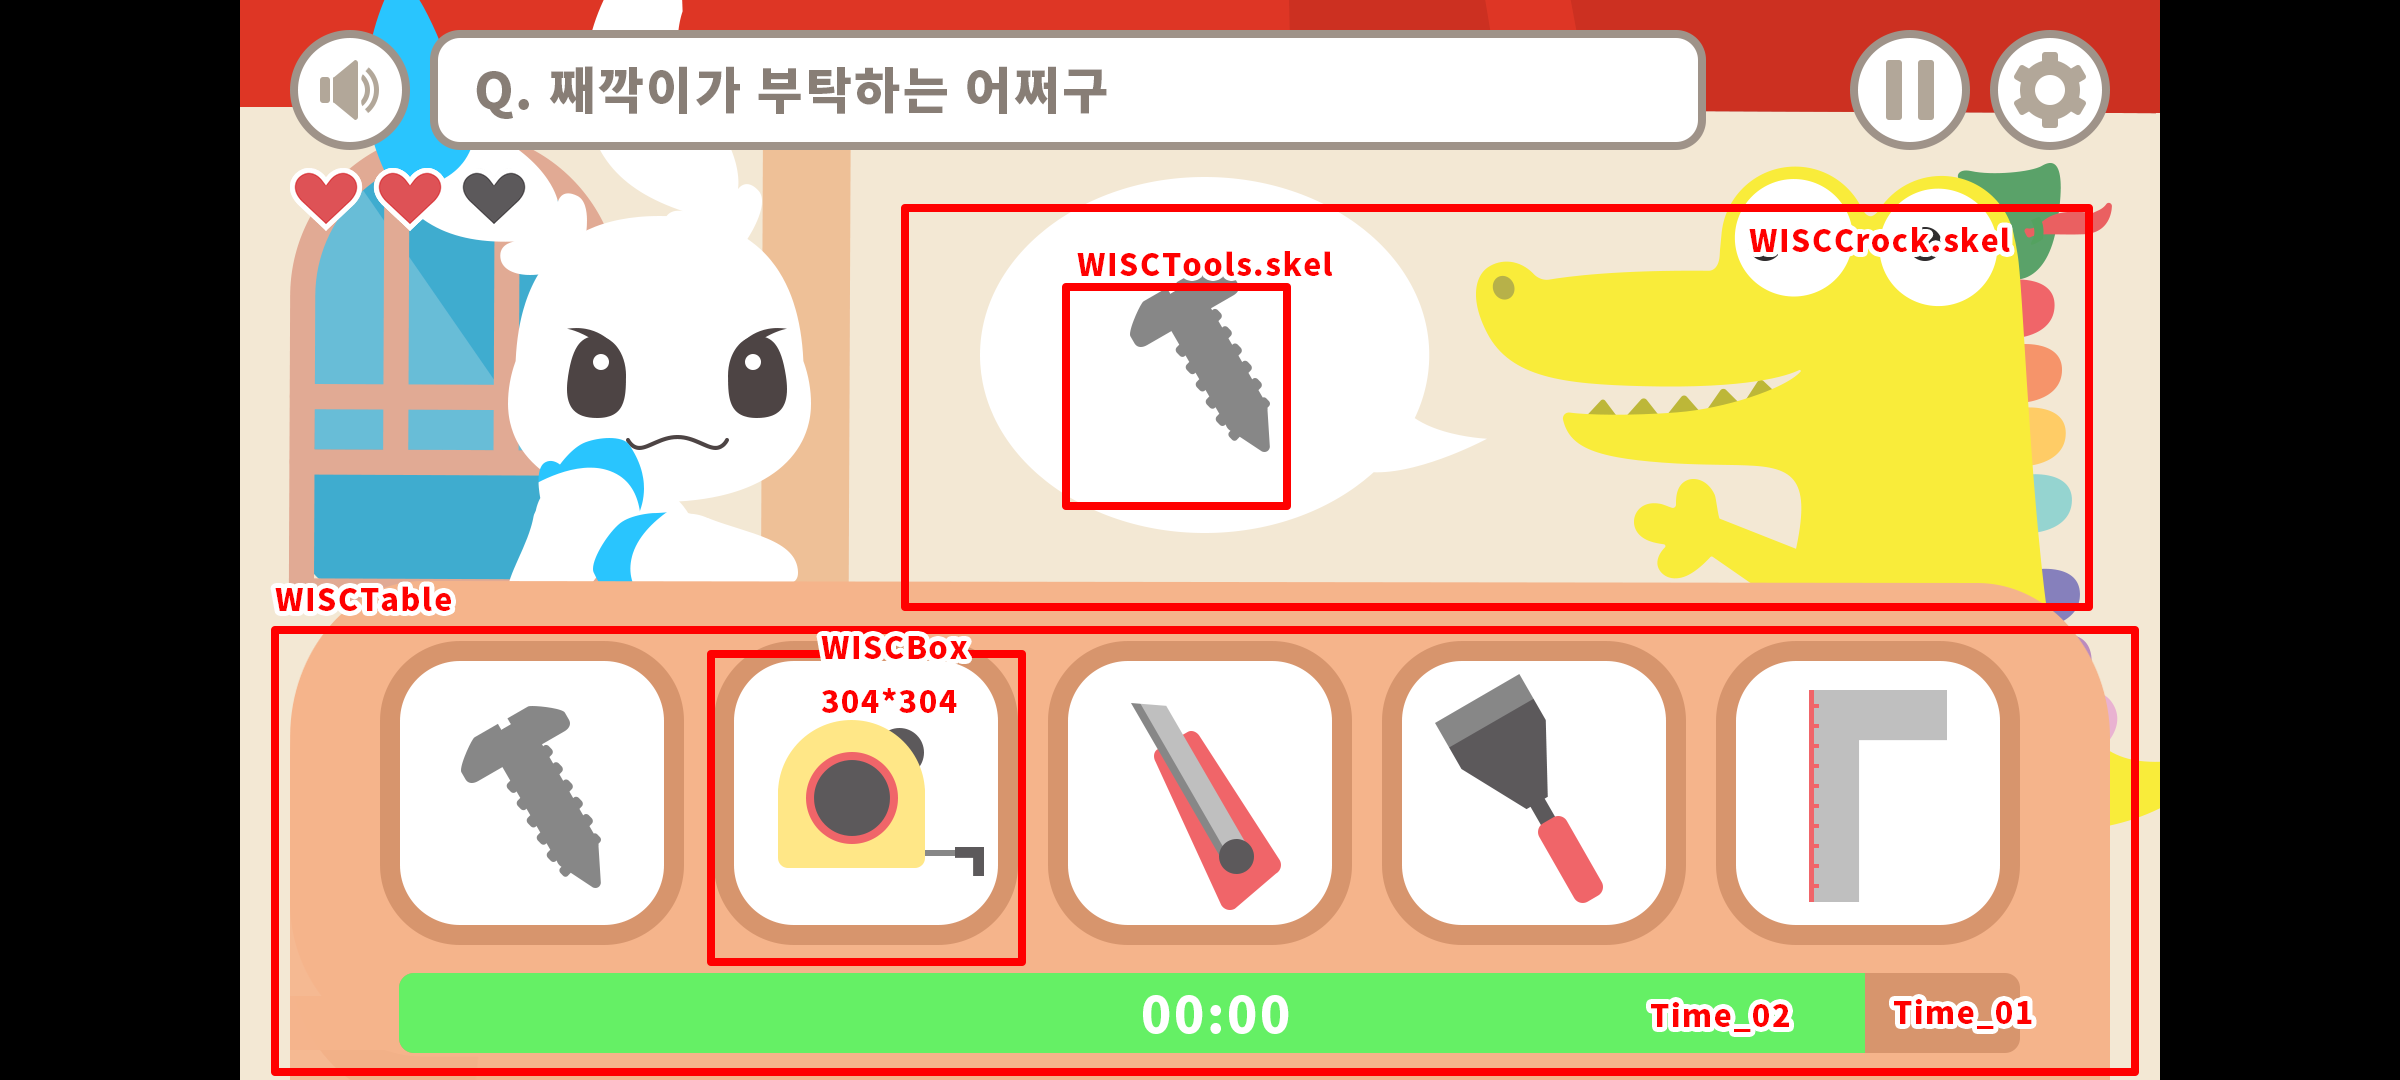 Q. 째깍이가 부탁하는 어쩌구
WISCCrock.skel
WISCTools.skel
WISCTable
WISCBox
304*304
00:00
Time_02
Time_01